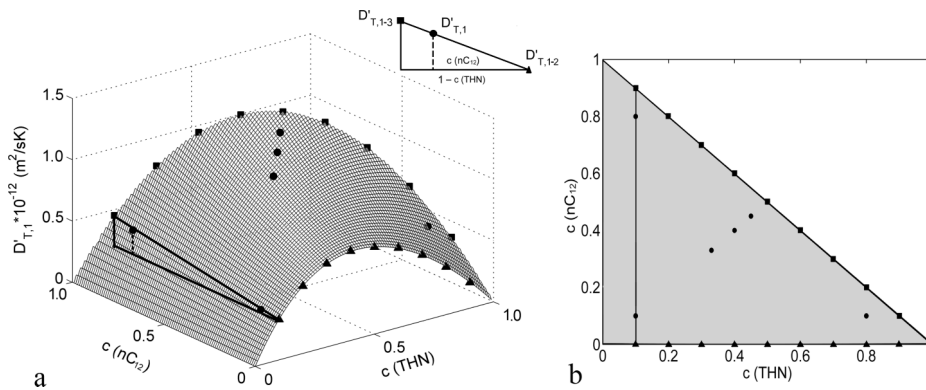 D'T,1-3
D'T,1
c (nC12)
D'T,1-2
1 – c (THN)
1.5
1.0
0.5
0
D'T,1 *10-12 (m2/sK)
1.0
0.5
0
c (nC12)
0
0.5
1.0
c (THN)
a
1
0.8
0.6
0.4
0.2
0
c (nC12)
0
0.2
0.4
0.6
0.8
c (THN)
b